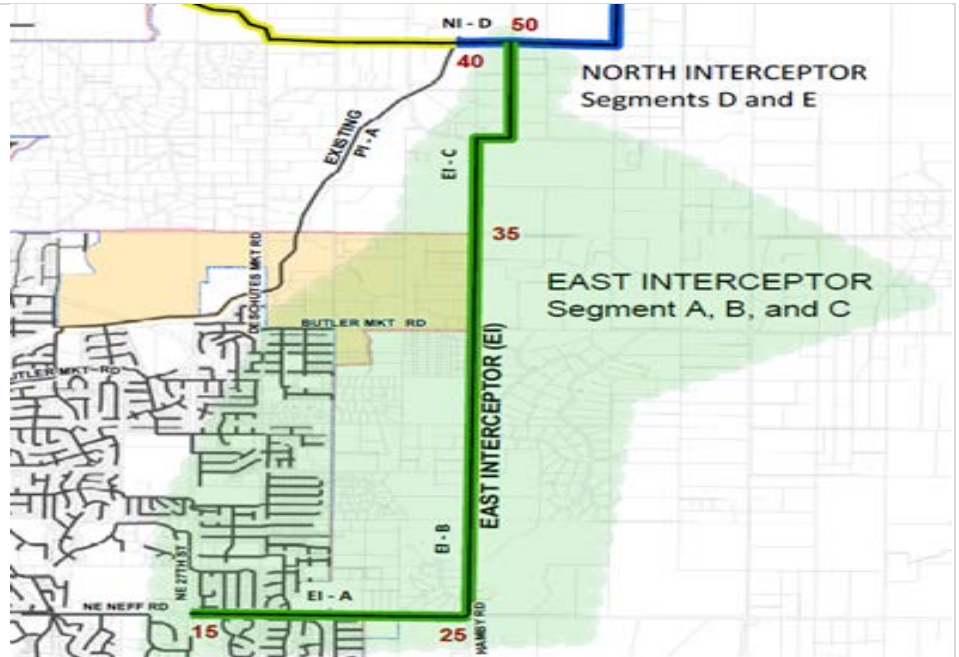 NI - D
50
40
NORTH INTERCEPTOR
Segments D and E
EXISTING
PI - A
EI - C
35
DESCHUTES MKT RD
EAST INTERCEPTOR
Segment A, B, and C
BUTLER MKT RD
UTLER MKT RD
EAST INTERCEPTOR (EI)
EI - B
NE 27TH ST
EI - A
NE NEFF RD
15
25
HAMBY RD